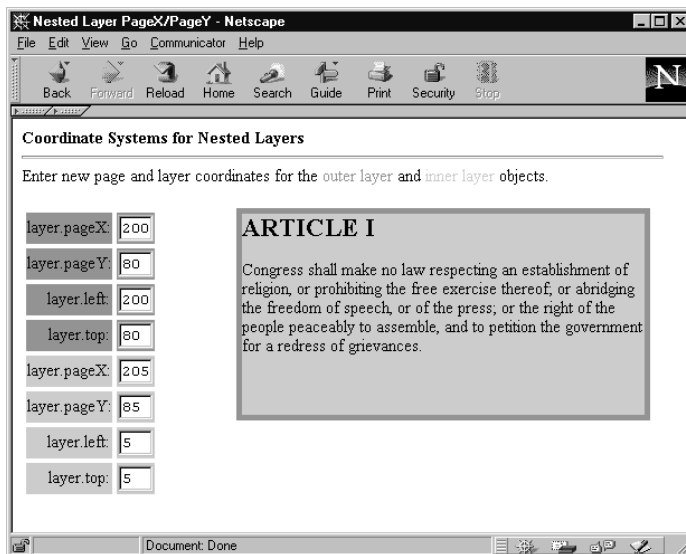 Nested Layer PageX/PageY - Netscape
File Edit View Go Communicator Help
Back Forward Reload Home Search Guide Print Security Stop
N
Coordinate Systems for Nested Layers
Enter new page and layer coordinates for the outer layer and inner layer objects.
layer.pageX: 200
layer.pageY: 80
layer.left: 200
layer.top: 80
layer.pageX: 205
layer.pageY: 85
layer.left: 5
layer.top: 5
ARTICLE I
Congress shall make no law respecting an establishment of
religion, or prohibiting the free exercise thereof; or abridging
the freedom of speech, or of the press; or the right of the
people peaceably to assemble, and to petition the government
for a redress of grievances.
Document: Done